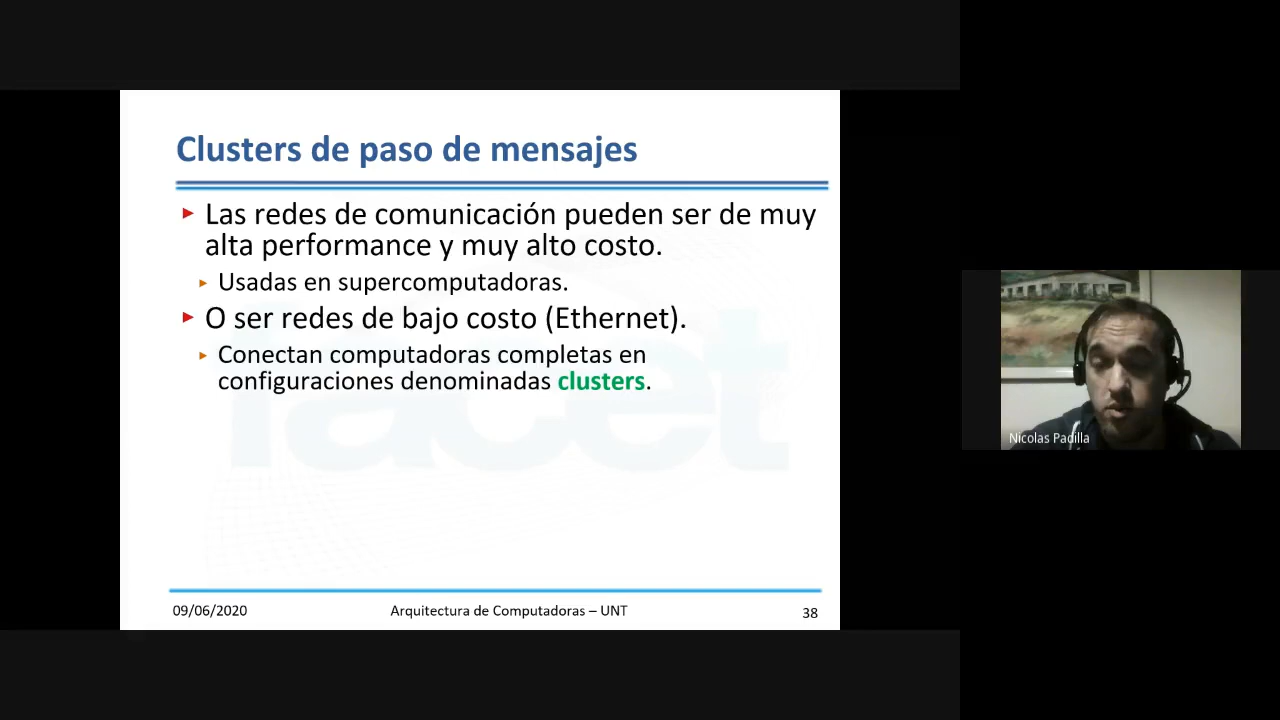 Clusters de paso de mensajes
Las redes de comunicación pueden ser de muy
alta performance y muy alto costo.
Usadas en supercomputadoras.
O ser redes de bajo costo (Ethernet).
Conectan computadoras completas en
configuraciones denominadas clusters.
facet
09/06/2020
Arquitectura de Computadoras – UNT
38
Nicolas Padilla